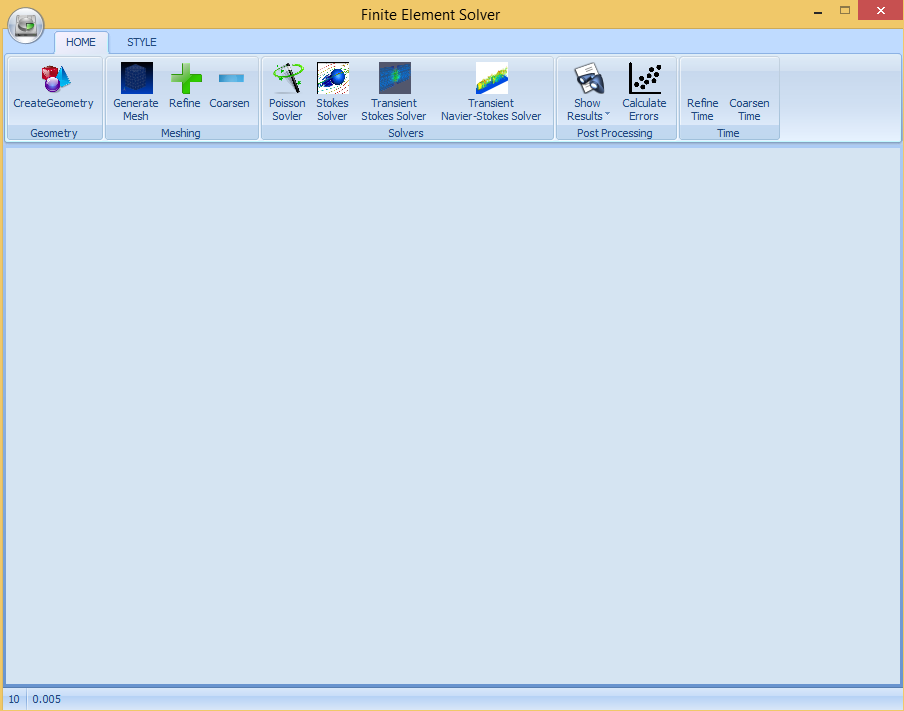 Finite Element Solver
HOME STYLE
CreateGeometry
Geometry
Generate
Mesh
Refine
Coarsen
Meshing
Poisson
Sovler
Stokes
Solver
Transient
Stokes Solver
Transient
Navier-Stokes Solver
Solvers
Show
Results
Calculate
Errors
Post Processing
Refine
Time
Coarsen
Time
Time
10 0.005